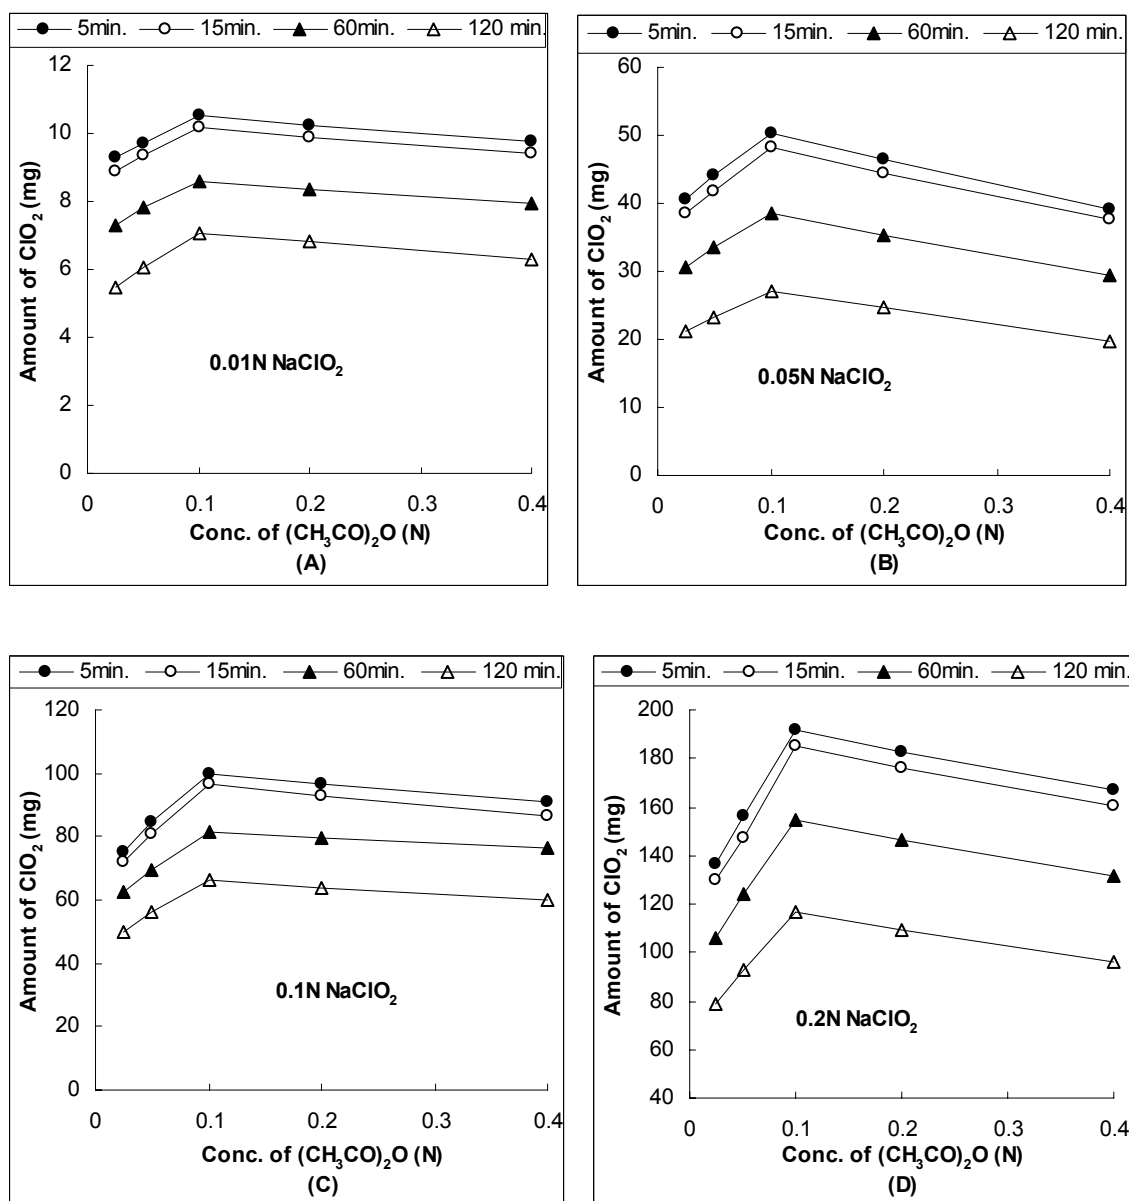 5min. 15min. 60min. 120 min.
12
10
8
6
4
2
0
Amount of ClO₂ (mg)
0.01N NaClO₂
0 0.1 0.2 0.3 0.4
Conc. of (CH₃CO)₂O (N)
(A)
5min. 15min. 60min. 120 min.
60
50
40
30
20
10
0
Amount of ClO₂ (mg)
0.05N NaClO₂
0 0.1 0.2 0.3 0.4
Conc. of (CH₃CO)₂O (N)
(B)
5min. 15min. 60min. 120 min.
120
100
80
60
40
20
0
Amount of ClO₂ (mg)
0.1N NaClO₂
0 0.1 0.2 0.3 0.4
Conc. of (CH₃CO)₂O (N)
(C)
5min. 15min. 60min. 120 min.
200
180
160
140
120
100
80
60
40
Amount of ClO₂ (mg)
0.2N NaClO₂
0 0.1 0.2 0.3 0.4
Conc. of (CH₃CO)₂O (N)
(D)